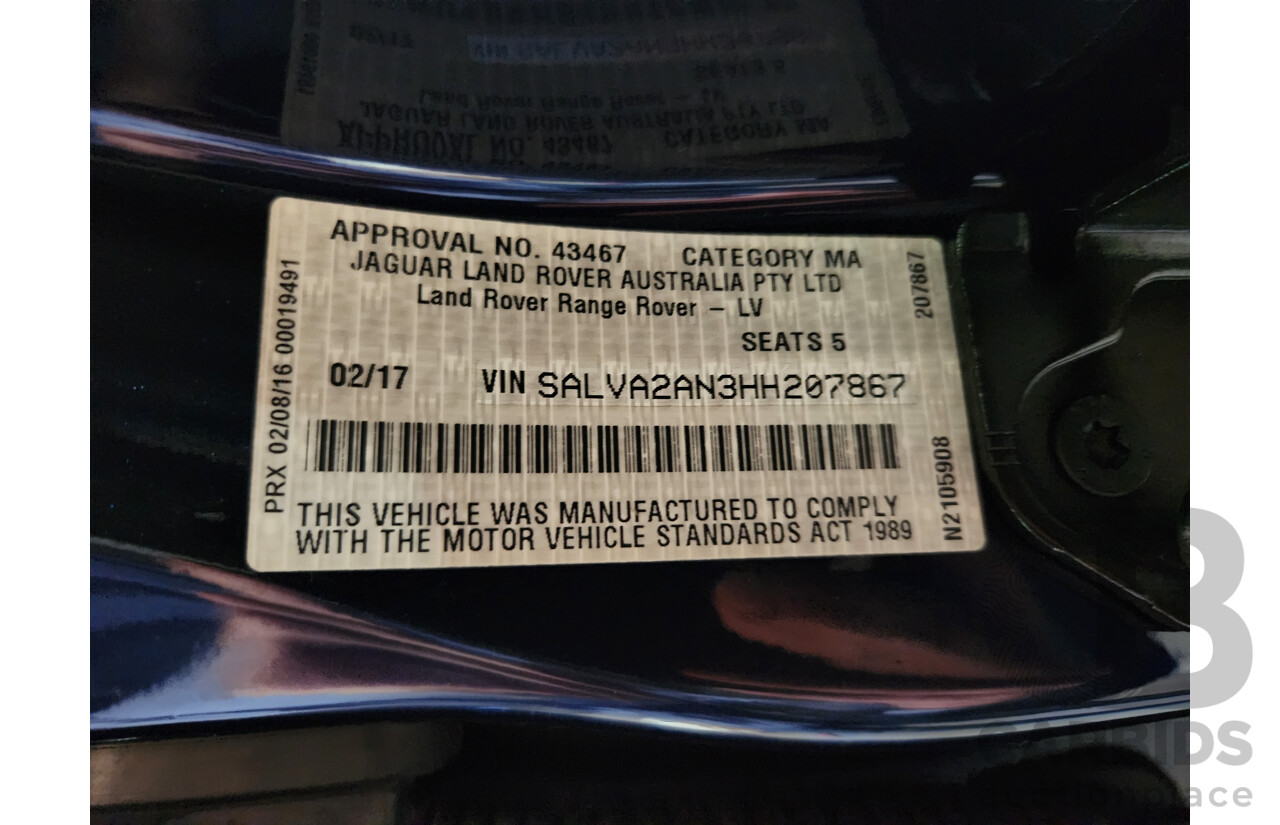 APPROVAL NO. 43467 CATEGORY MA
JAGUAR LAND ROVER AUSTRALIA PTY LTD
Land Rover Range Rover – LV
SEATS 5
02/17 VIN SALVA2AN3HH207867
THIS VEHICLE WAS MANUFACTURED TO COMPLY
WITH THE MOTOR VEHICLE STANDARDS ACT 1989
PRX 02/08/16 00019491
207867
N2105908